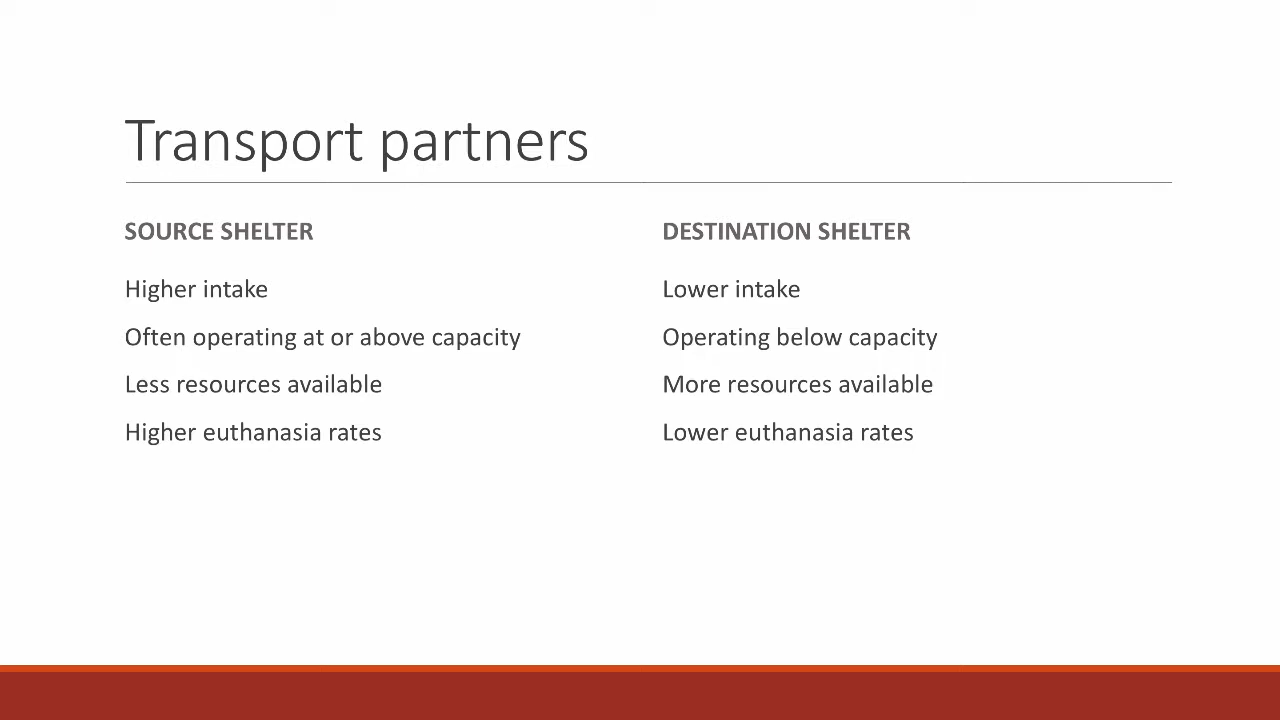 Transport partners
SOURCE SHELTER
Higher intake
Often operating at or above capacity
Less resources available
Higher euthanasia rates
DESTINATION SHELTER
Lower intake
Operating below capacity
More resources available
Lower euthanasia rates